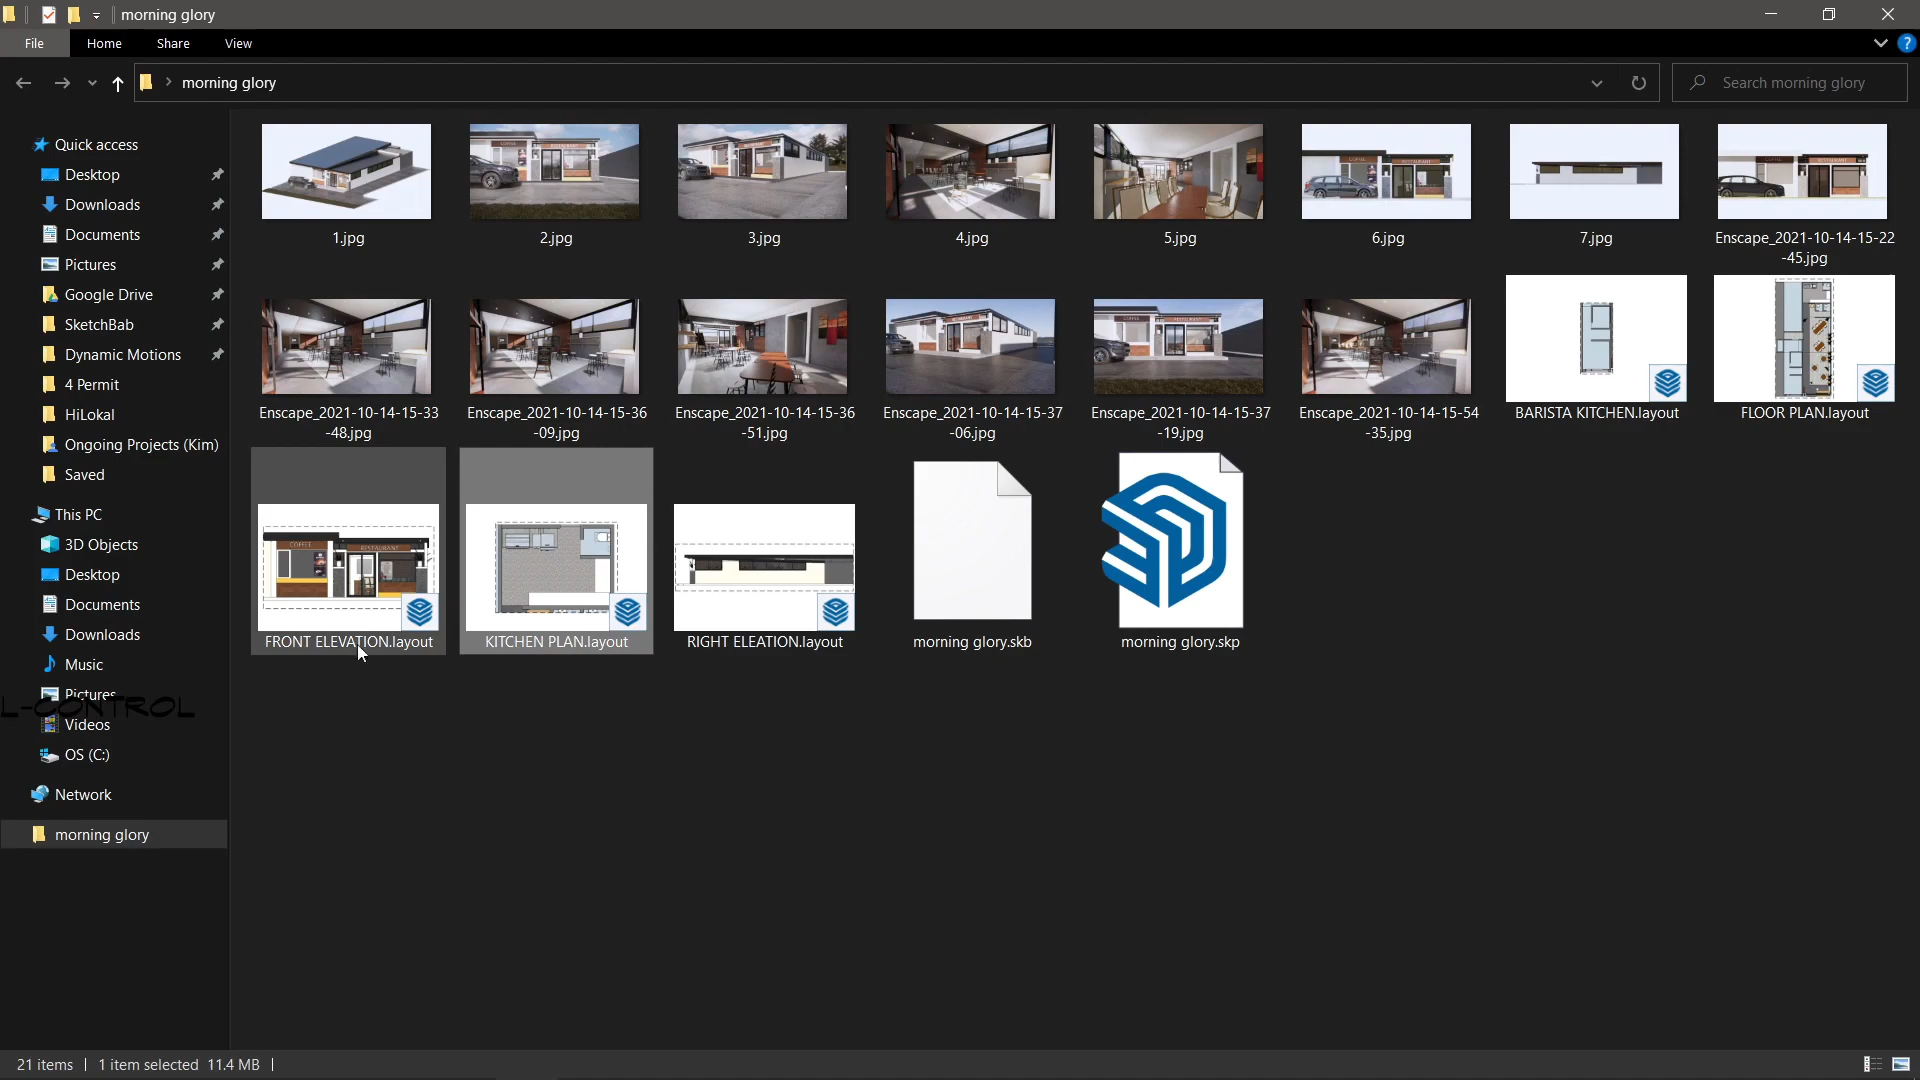 morning glory
File Home Share View
morning glory
Search morning glory
Quick access
Desktop
Downloads
Documents
Pictures
Google Drive
SketchBab
Dynamic Motions
4 Permit
HiLokal
Ongoing Projects (Kim)
Saved
This PC
3D Objects
Desktop
Documents
Downloads
Music
Pictures
L-CONTROL
Videos
OS (C:)
Network
morning glory
1.jpg 2.jpg 3.jpg 4.jpg 5.jpg 6.jpg 7.jpg Enscape_2021-10-14-15-22
-45.jpg
Enscape_2021-10-14-15-33 Enscape_2021-10-14-15-36 Enscape_2021-10-14-15-36 Enscape_2021-10-14-15-37 Enscape_2021-10-14-15-37 Enscape_2021-10-14-15-54 BARISTA KITCHEN.layout FLOOR PLAN.layout
-48.jpg -09.jpg -51.jpg -06.jpg -19.jpg -35.jpg
COFFEE RESTAURANT
FRONT ELEVATION.layout KITCHEN PLAN.layout RIGHT ELEATION.layout morning glory.skb morning glory.skp
21 items 1 item selected 11.4 MB